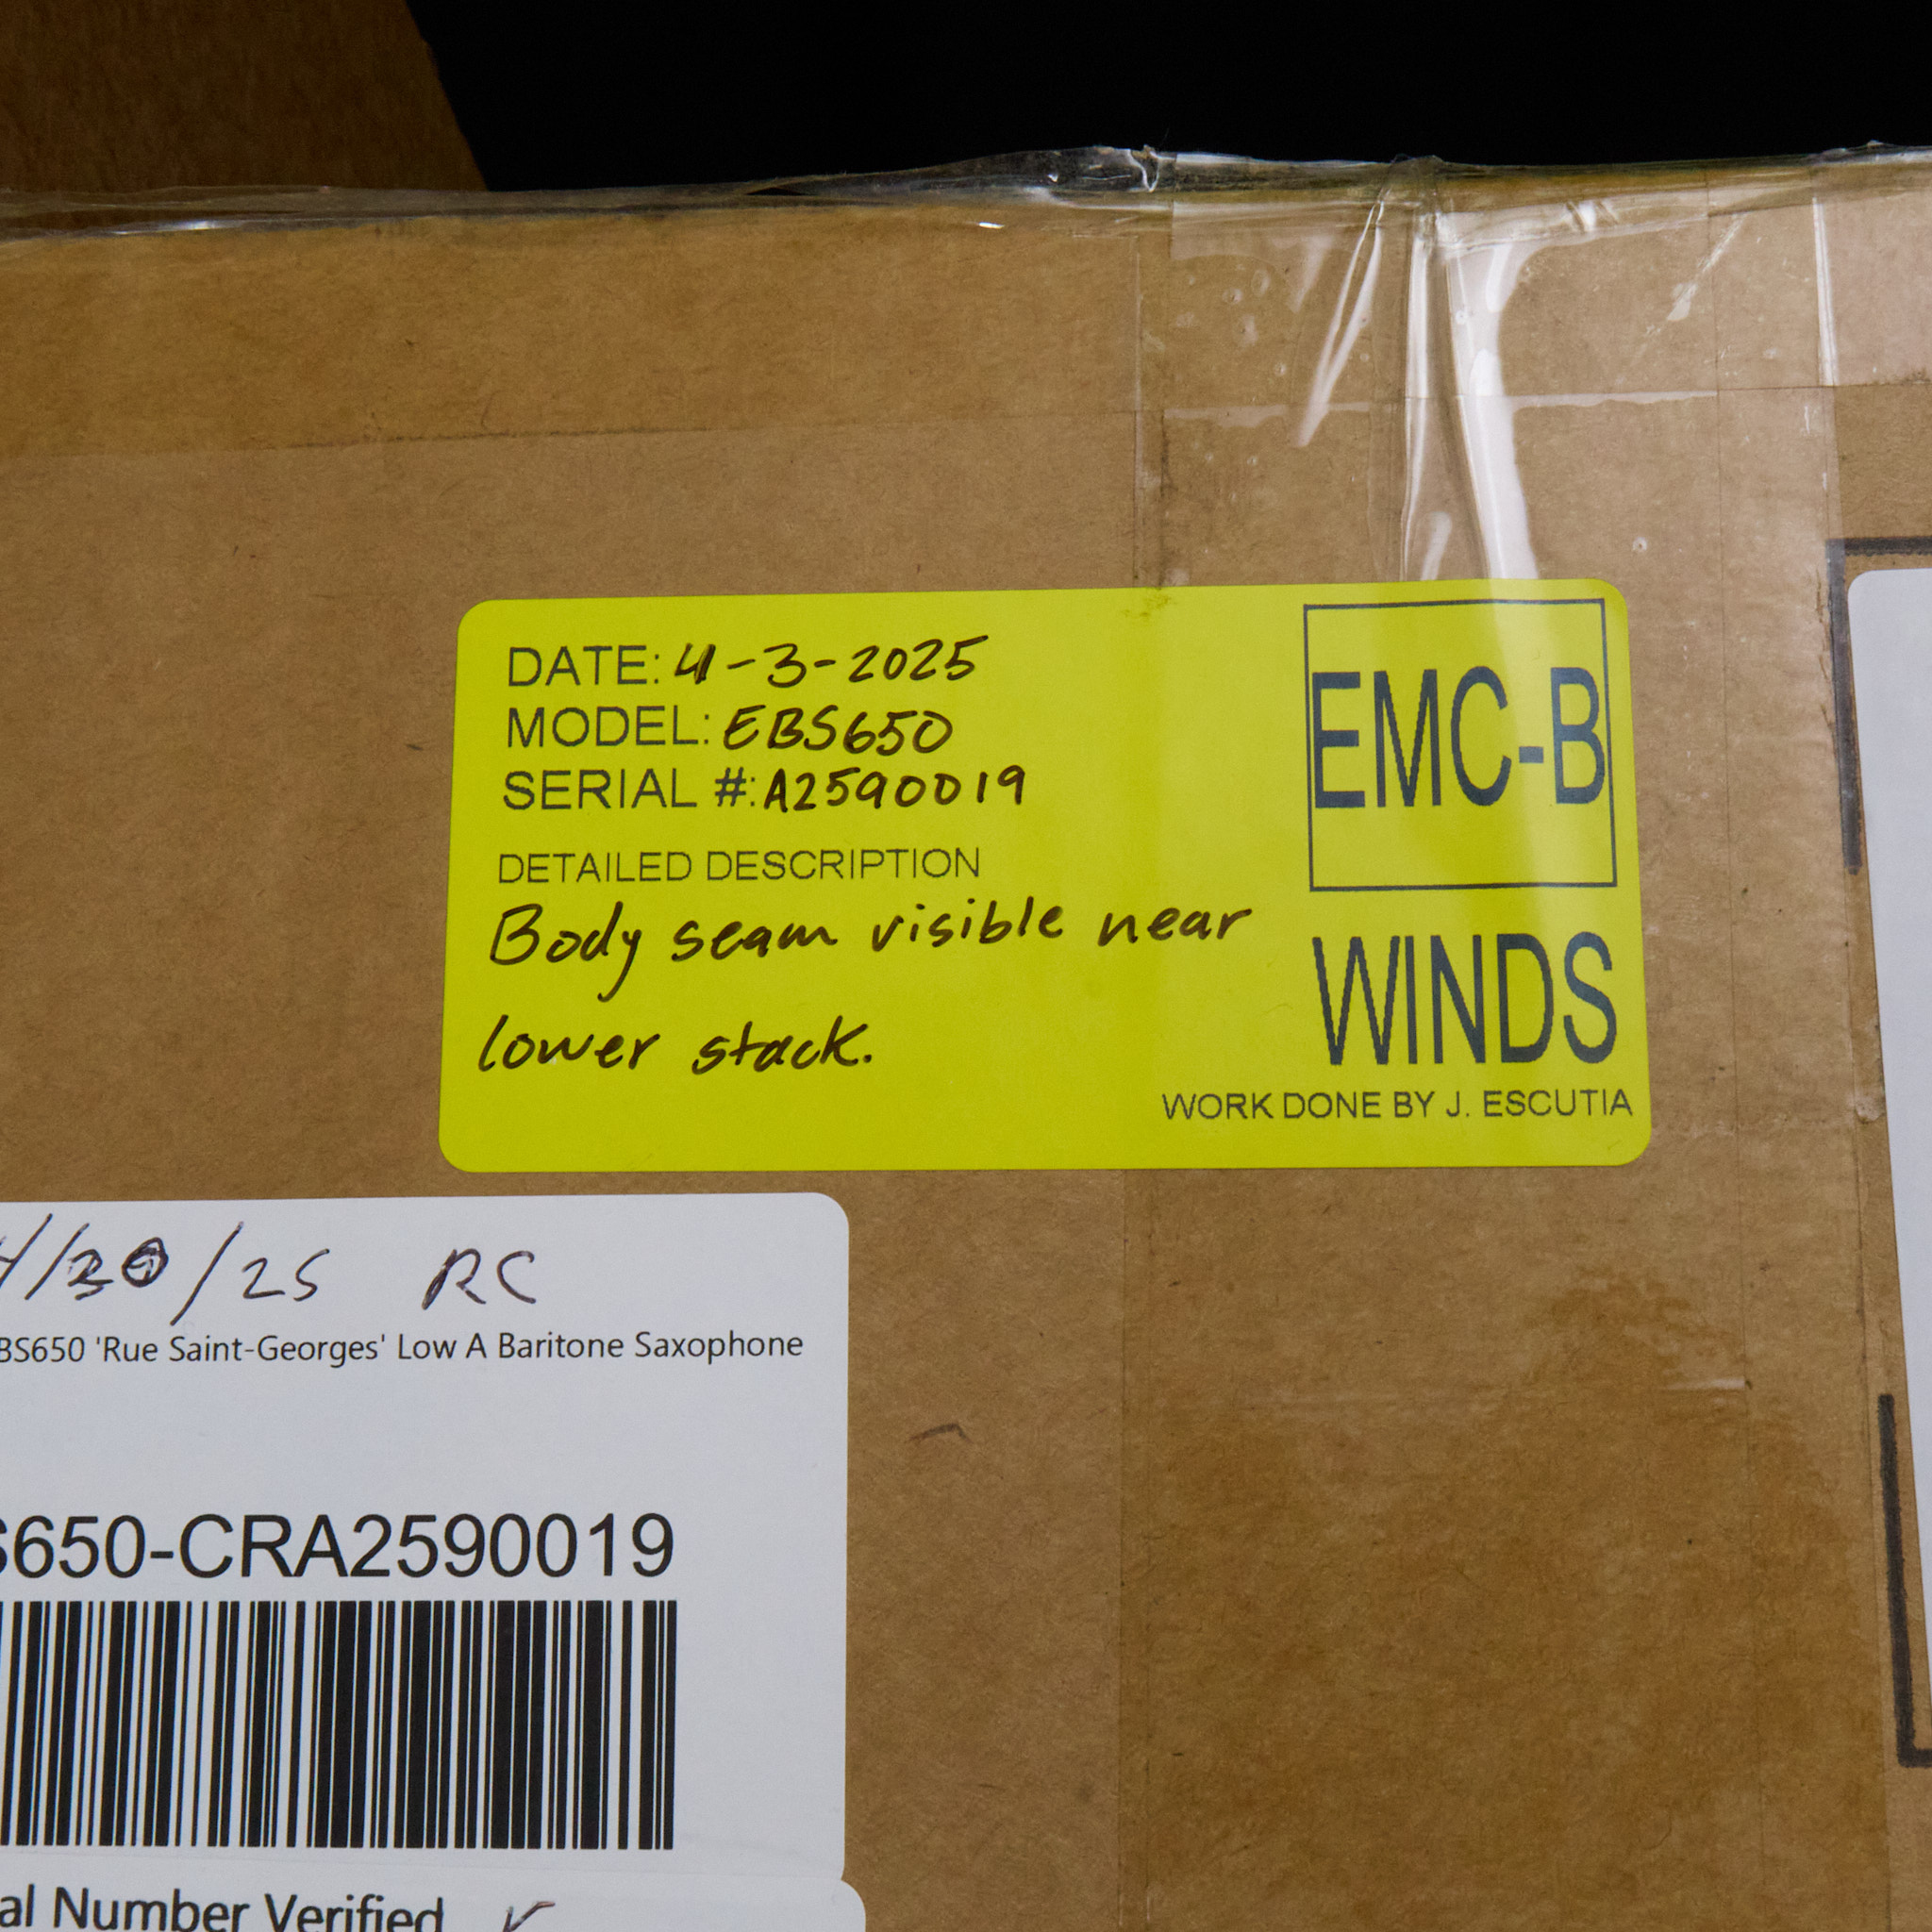 DATE: 4-3-2025
MODEL: EBS650
SERIAL #: A2590019
DETAILED DESCRIPTION
Body seam visible near
lower stack.
EMC-B
WINDS
WORK DONE BY J. ESCUTIA
/25 RC
BS650 'Rue Saint-Georges' Low A Baritone Saxophone
S650-CRA2590019
al Number Verified